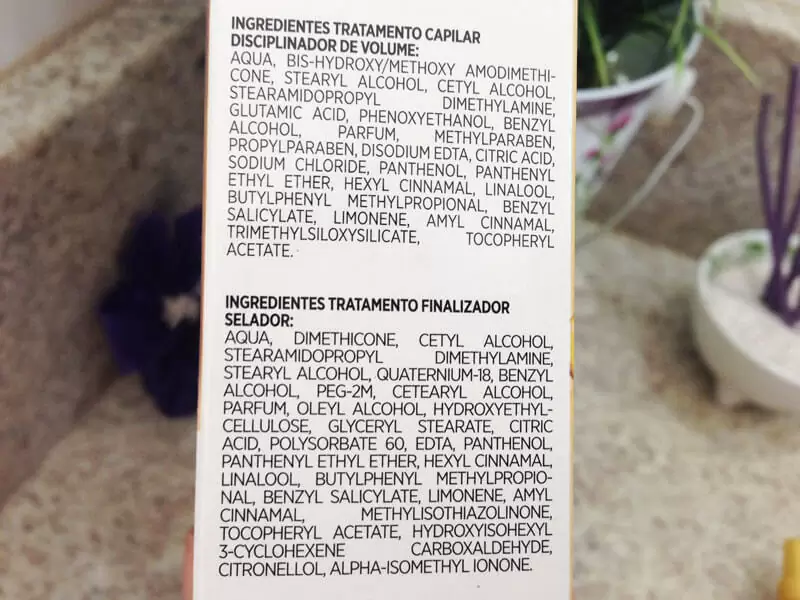 INGREDIENTES TRATAMENTO CAPILAR
DISCIPLINADOR DE VOLUME:
AQUA, BIS-HYDROXY/METHOXY AMODIMETHI-
CONE, STEARYL ALCOHOL, CETYL ALCOHOL,
STEARAMIDOPROPYL DIMETHYLAMINE,
GLUTAMIC ACID, PHENOXYETHANOL, BENZYL
ALCOHOL, PARFUM, METHYLPARABEN,
PROPYLPARABEN, DISODIUM EDTA, CITRIC ACID,
SODIUM CHLORIDE, PANTHENOL, PANTHENYL
ETHYL ETHER, HEXYL CINNAMAL, LINALOOL,
BUTYLPHENYL METHYLPROPIONAL, BENZYL
SALICYLATE, LIMONENE, AMYL CINNAMAL,
TRIMETHYLSILOXYSILICATE, TOCOPHERYL
ACETATE.
INGREDIENTES TRATAMENTO FINALIZADOR
SELADOR:
AQUA, DIMETHICONE, CETYL ALCOHOL,
STEARAMIDOPROPYL DIMETHYLAMINE,
STEARYL ALCOHOL, QUATERNIUM-18, BENZYL
ALCOHOL, PEG-2M, CETEARYL ALCOHOL,
PARFUM, OLEYL ALCOHOL, HYDROXYETHYL-
CELLULOSE, GLYCERYL STEARATE, CITRIC
ACID, POLYSORBATE 60, EDTA, PANTHENOL,
PANTHENYL ETHYL ETHER, HEXYL CINNAMAL,
LINALOOL, BUTYLPHENYL METHYLPROPIO-
NAL, BENZYL SALICYLATE, LIMONENE, AMYL
CINNAMAL, METHYLISOTHIAZOLINONE,
TOCOPHERYL ACETATE, HYDROXYISOHEXYL
3-CYCLOHEXENE CARBOXALDEHYDE,
CITRONELLOL, ALPHA-ISOMETHYL IONONE.